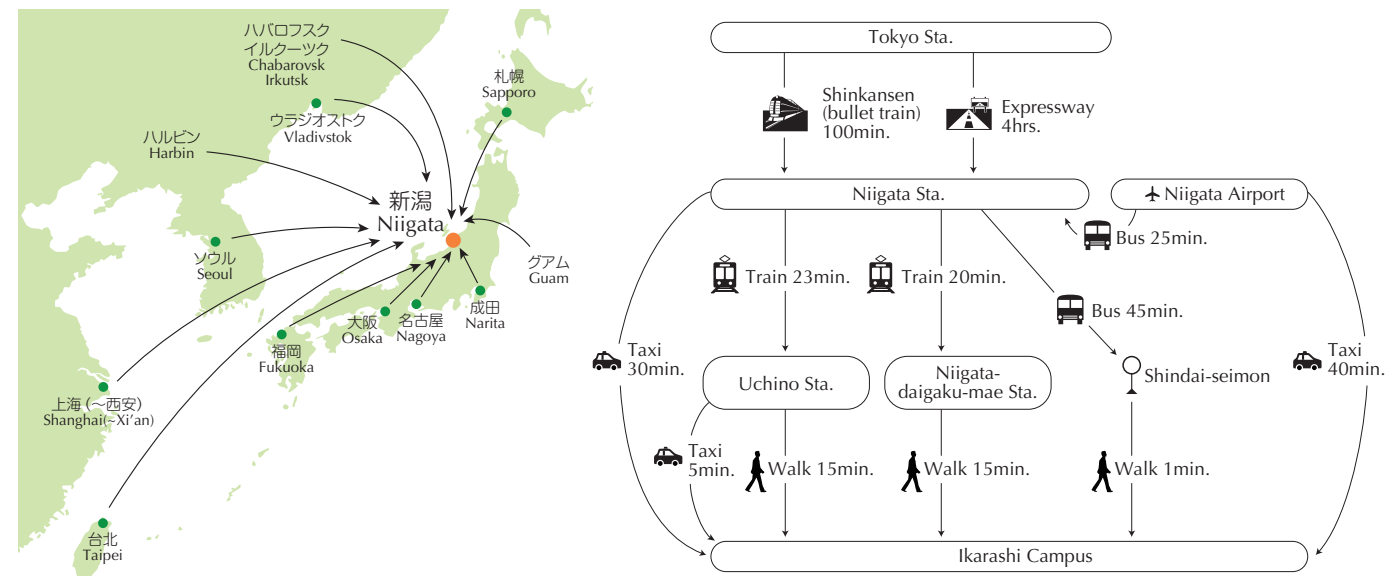 ハバロフスク
イルクーツク
Chabarovsk
Irkutsk
札幌
Sapporo
ウラジオストク
Vladivstok
ハルビン
Harbin
新潟
Niigata
ソウル
Seoul
グアム
Guam
成田
Narita
名古屋
Nagoya
大阪
Osaka
福岡
Fukuoka
上海（～西安）
Shanghai(~Xi'an)
台北
Taipei
Tokyo Sta.
Shinkansen
(bullet train)
100min.
Expressway
4hrs.
Niigata Sta.
Niigata Airport
Bus 25min.
Train 23min.
Train 20min.
Bus 45min.
Taxi
30min.
Taxi
40min.
Uchino Sta.
Niigata-
daigaku-mae Sta.
Shindai-seimon
Taxi
5min.
Walk 15min.
Walk 15min.
Walk 1min.
Ikarashi Campus